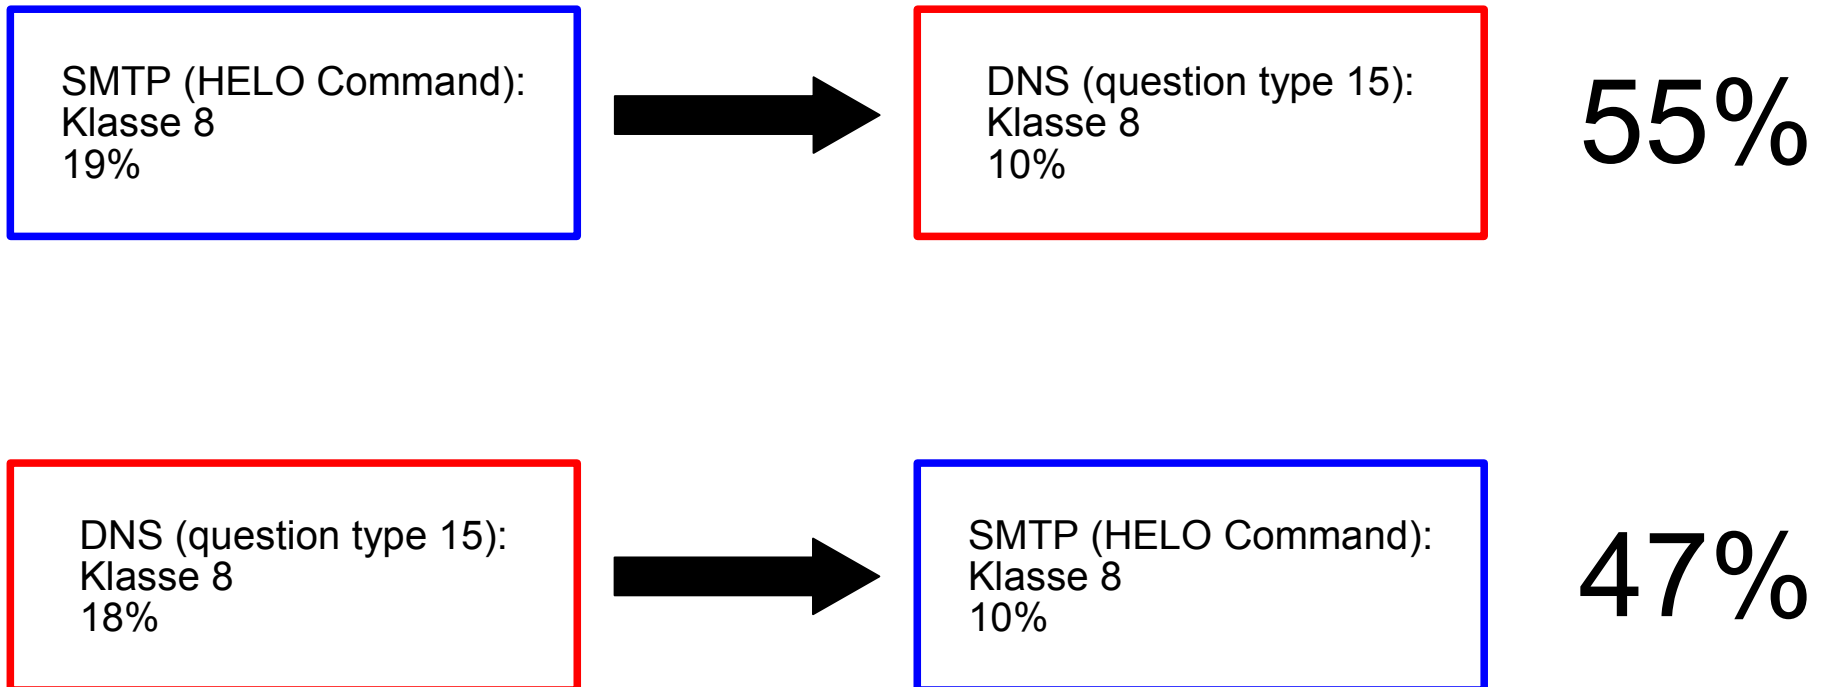 SMTP (HELO Command):
Klasse 8
19%
DNS (question type 15):
Klasse 8
10%
55%
DNS (question type 15):
Klasse 8
18%
SMTP (HELO Command):
Klasse 8
10%
47%